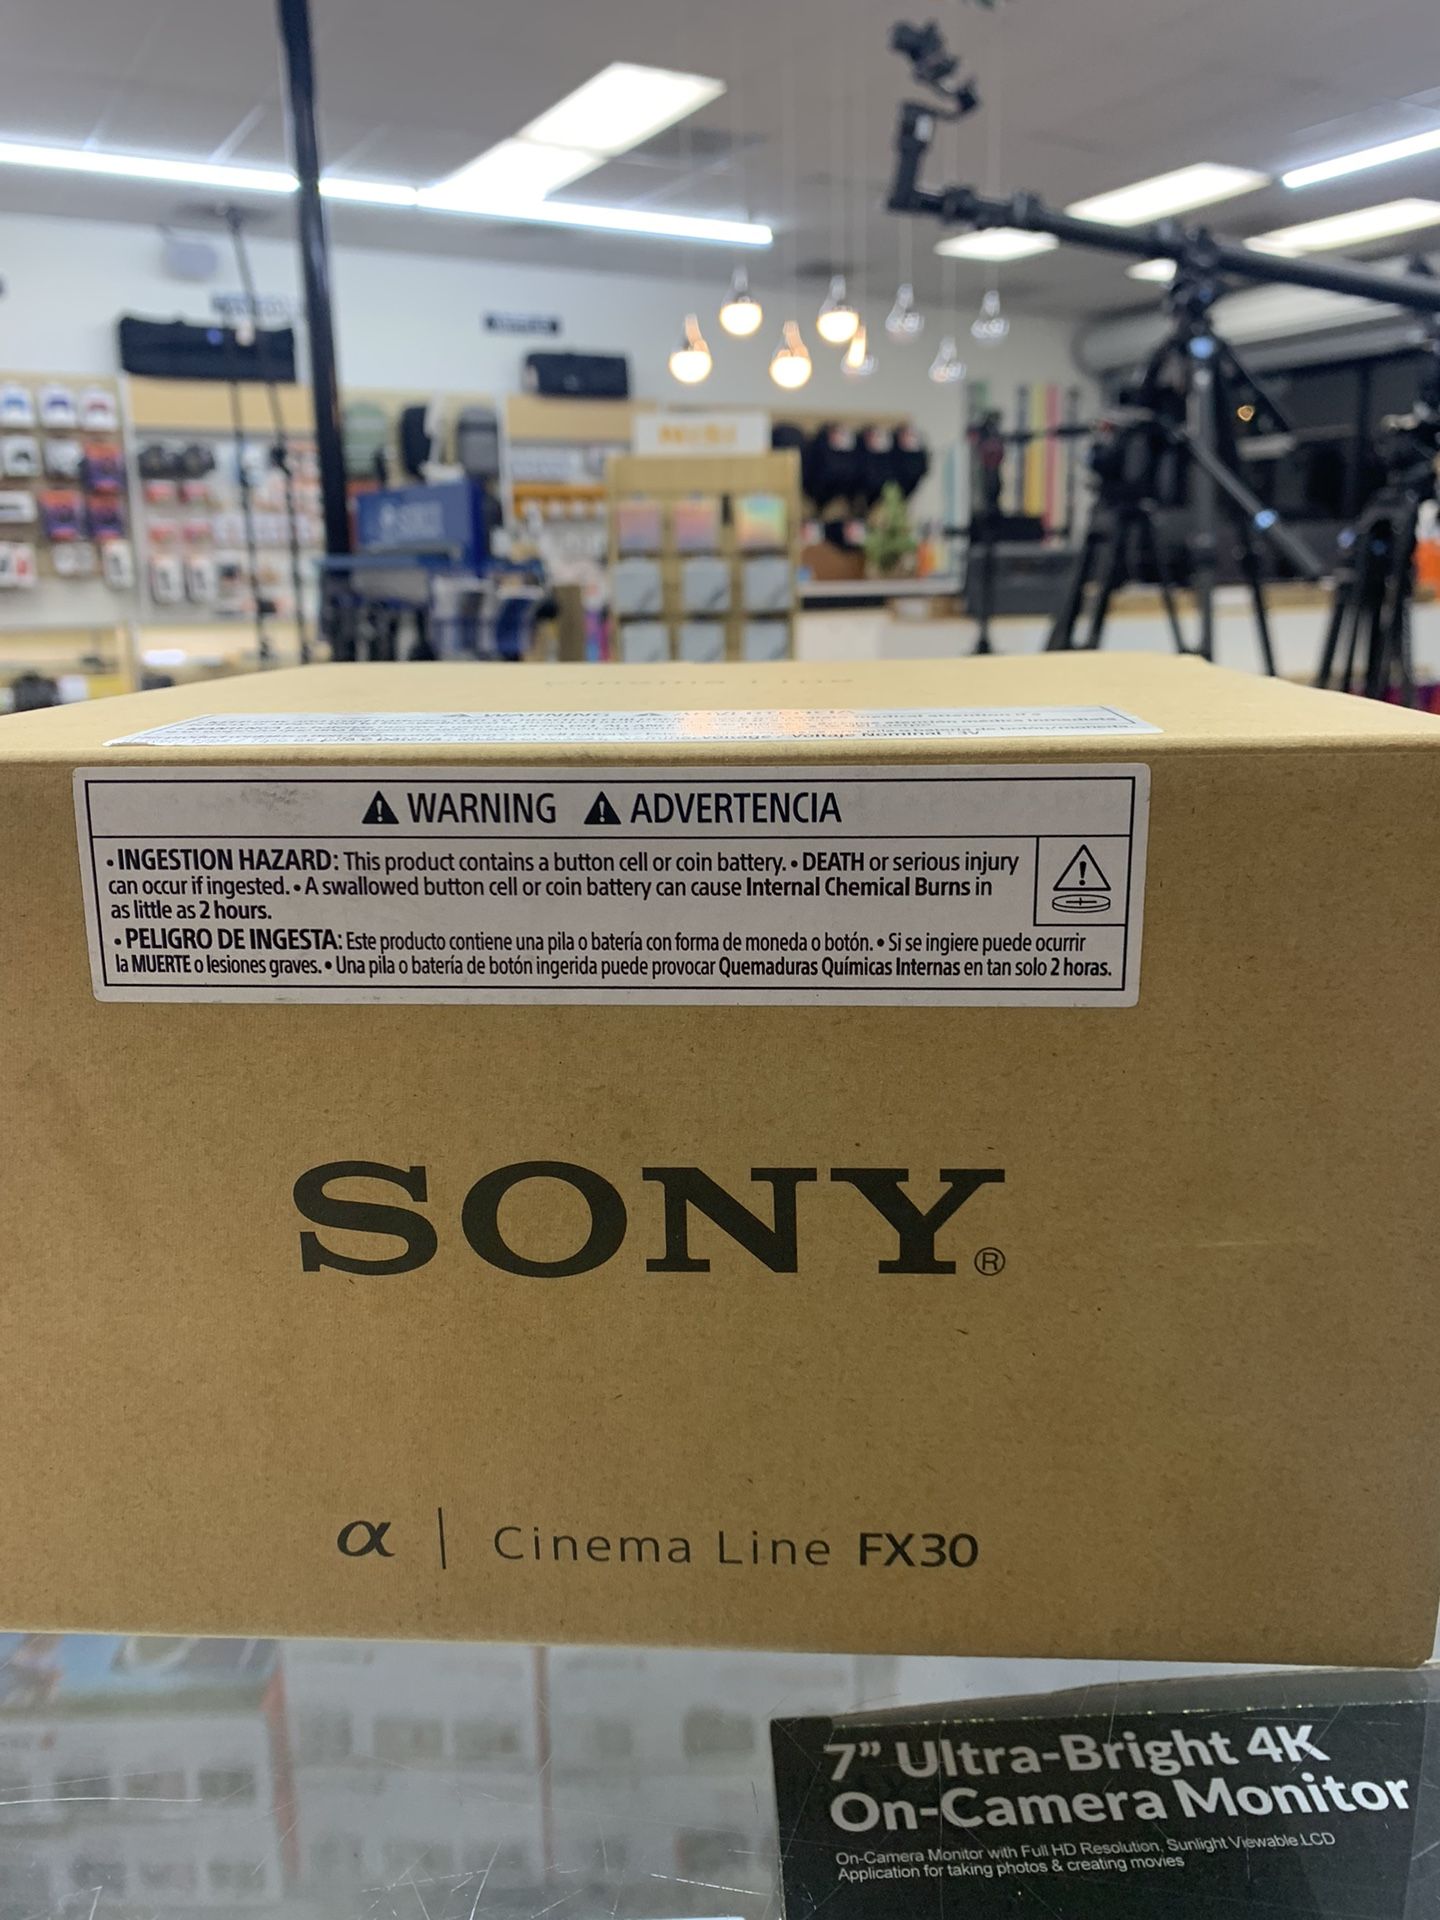 NiSi
Cinema Line
⚠ WARNING ⚠ ADVERTENCIA
• INGESTION HAZARD: This product contains a button cell or coin battery. • DEATH or serious injury
can occur if ingested. • A swallowed button cell or coin battery can cause Internal Chemical Burns in
as little as 2 hours.
• PELIGRO DE INGESTA: Este producto contiene una pila o batería con forma de moneda o botón. • Si se ingiere puede ocurrir
la MUERTE o lesiones graves. • Una pila o batería de botón ingerida puede provocar Quemaduras Químicas Internas en tan solo 2 horas.
SONY®
α | Cinema Line FX30
7” Ultra-Bright 4K
On-Camera Monitor
On-Camera Monitor with Full HD Resolution, Sunlight Viewable LCD
Application for taking photos & creating movies